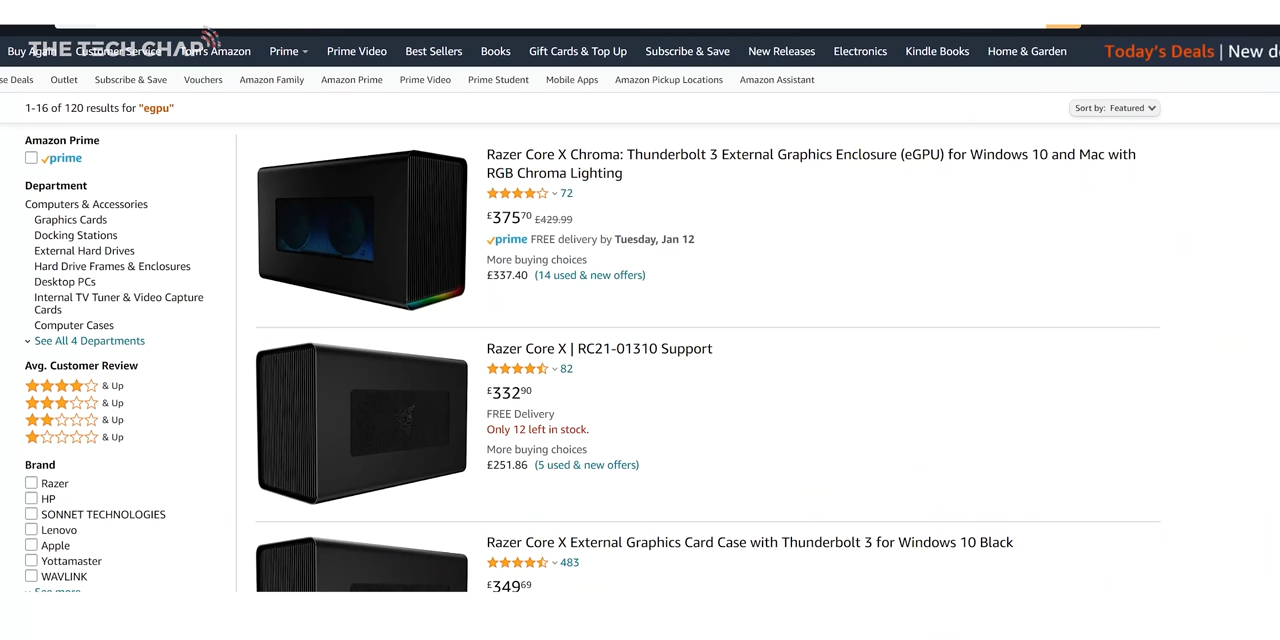 THE TECH CHAP
Buy Again Customer Service Tom's Amazon Prime Prime Video Best Sellers Books Gift Cards & Top Up Subscribe & Save New Releases Electronics Kindle Books Home & Garden Today's Deals | New
Deals Outlet Subscribe & Save Vouchers Amazon Family Amazon Prime Prime Video Prime Student Mobile Apps Amazon Pickup Locations Amazon Assistant
1-16 of 120 results for "egpu"
Sort by: Featured
Amazon Prime
prime
Department
Computers & Accessories
Graphics Cards
Docking Stations
External Hard Drives
Hard Drive Frames & Enclosures
Desktop PCs
Internal TV Tuner & Video Capture
Cards
Computer Cases
See All 4 Departments
Avg. Customer Review
& Up
& Up
& Up
& Up
Brand
Razer
HP
SONNET TECHNOLOGIES
Lenovo
Apple
Yottamaster
WAVLINK
See more
Razer Core X Chroma: Thunderbolt 3 External Graphics Enclosure (eGPU) for Windows 10 and Mac with
RGB Chroma Lighting
72
£375.70 £429.99
prime FREE delivery by Tuesday, Jan 12
More buying choices
£337.40 (14 used & new offers)
Razer Core X | RC21-01310 Support
82
£332.90
FREE Delivery
Only 12 left in stock.
More buying choices
£251.86 (5 used & new offers)
Razer Core X External Graphics Card Case with Thunderbolt 3 for Windows 10 Black
483
£349.69